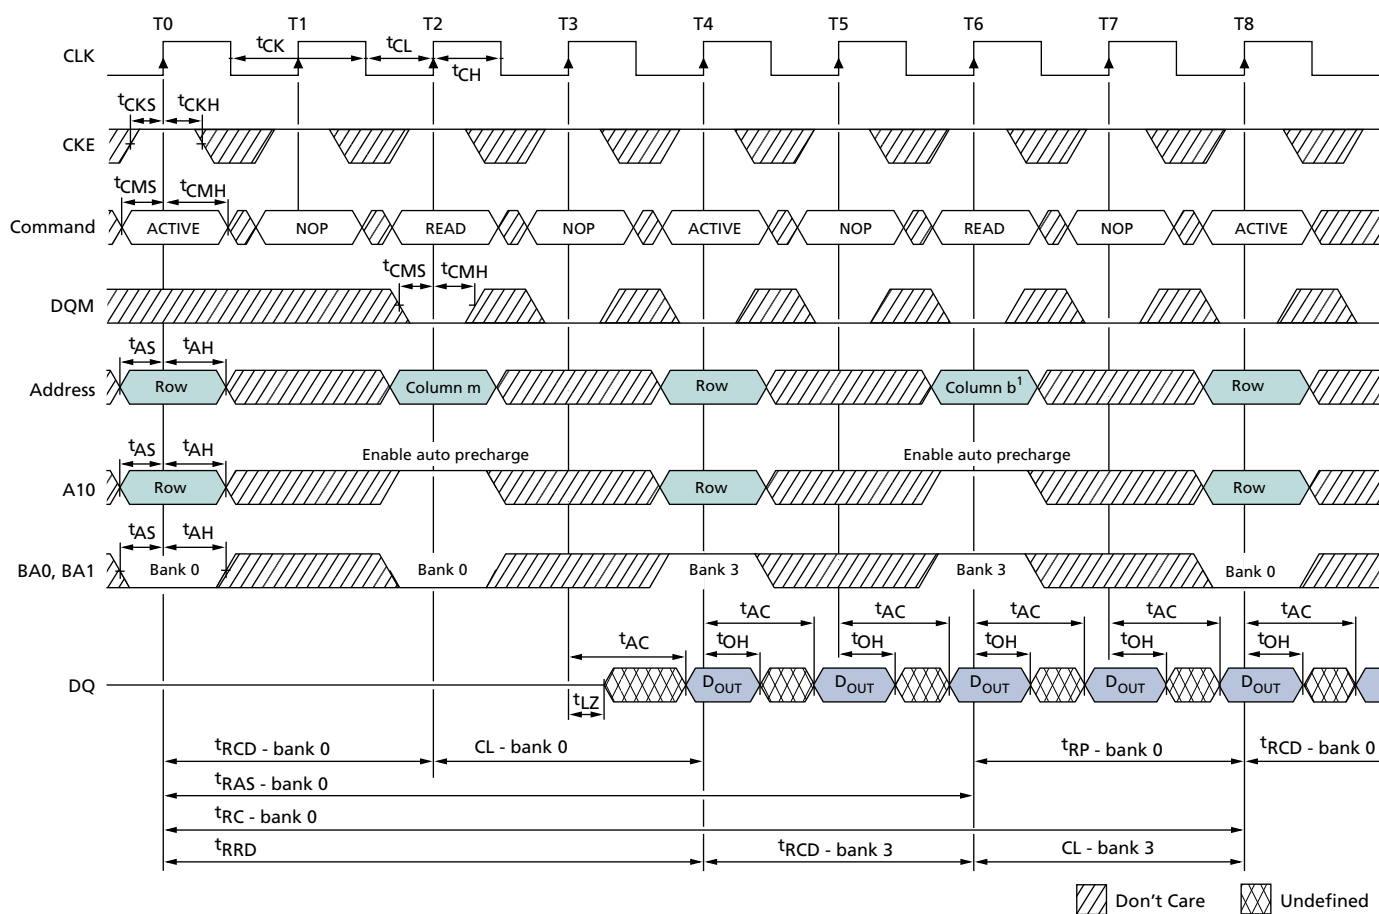 T0 T1 T2 T3 T4 T5 T6 T7 T8
CLK tCK tCL tCH
tCKS tCKH
CKE
tCMS tCMH
Command ACTIVE NOP READ NOP ACTIVE NOP READ NOP ACTIVE
tCMS tCMH
DQM
tAS tAH
Address Row Column m Row Column b1 Row
tAS tAH Enable auto precharge Enable auto precharge
A10 Row Row Row
tAS tAH
BA0, BA1 Bank 0 Bank 0 Bank 3 Bank 3 Bank 0
tAC tAC tAC tAC tAC tAC
tOH tOH tOH tOH tOH
DQ DOUT DOUT DOUT DOUT DOUT
tLZ
tRCD - bank 0 CL - bank 0 tRP - bank 0 tRCD - bank 0
tRAS - bank 0
tRC - bank 0
tRRD tRCD - bank 3 CL - bank 3
Don't Care Undefined